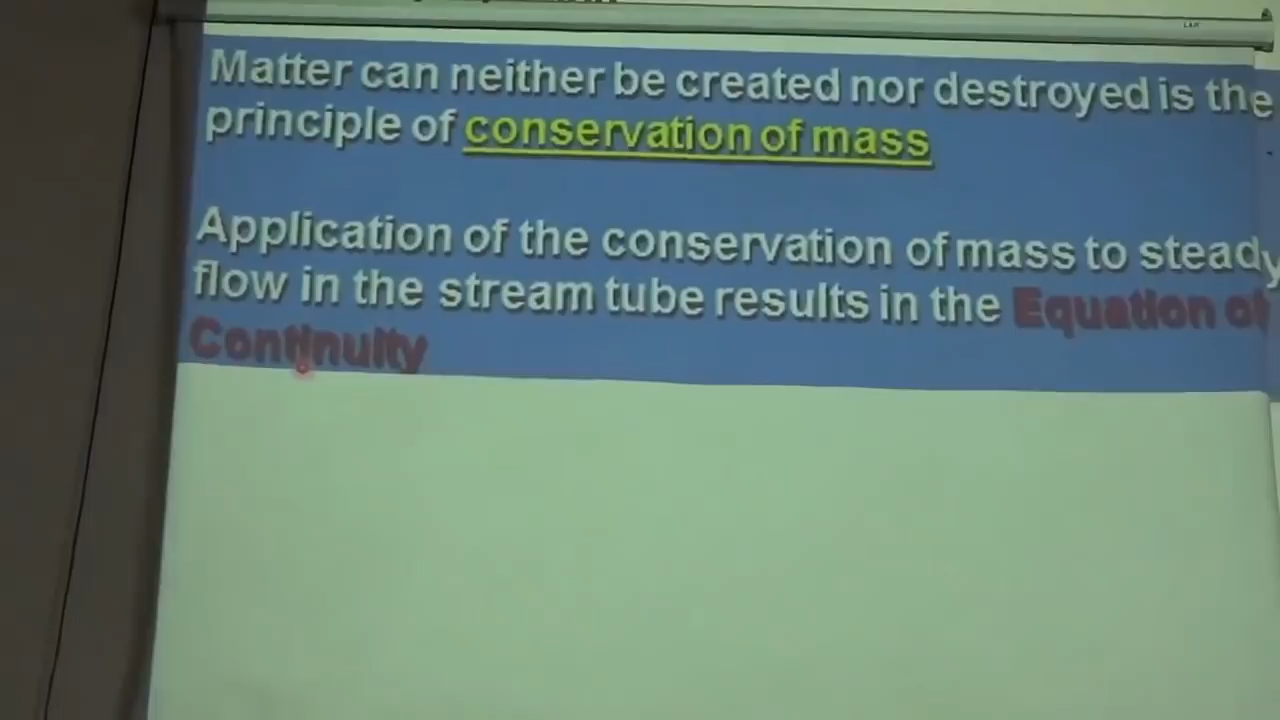 Matter can neither be created nor destroyed is the
principle of conservation of mass
Application of the conservation of mass to steady
flow in the stream tube results in the Equation of
Continuity